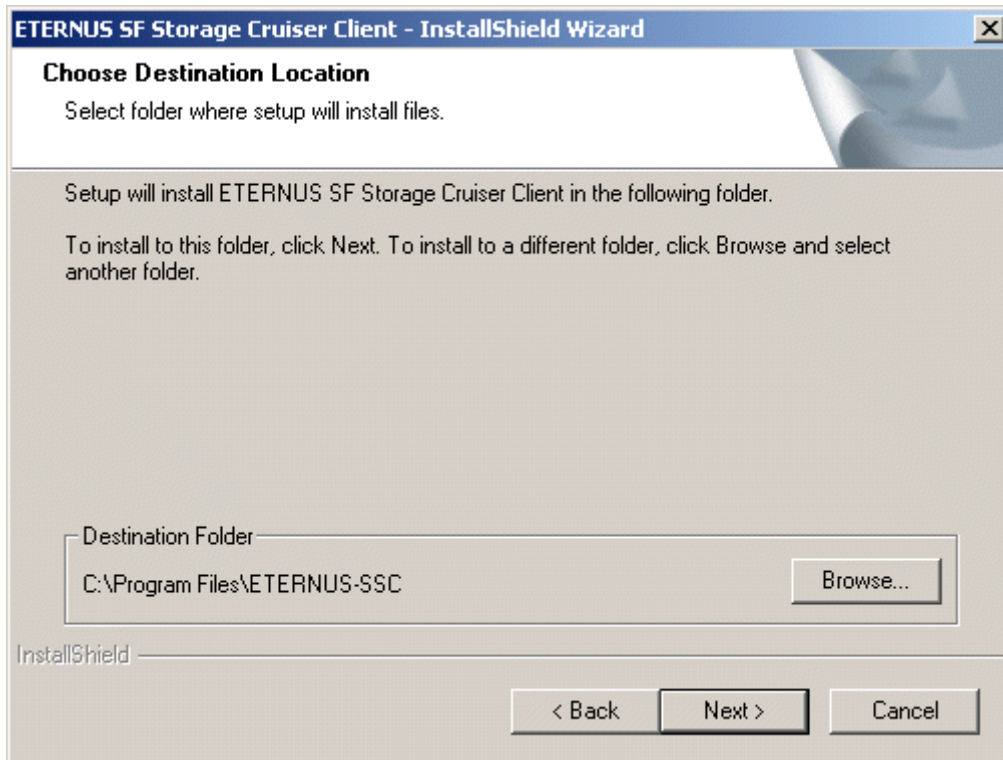 ETERNUS SF Storage Cruiser Client - InstallShield Wizard
Choose Destination Location
Select folder where setup will install files.
Setup will install ETERNUS SF Storage Cruiser Client in the following folder.
To install to this folder, click Next. To install to a different folder, click Browse and select
another folder.
Destination Folder
C:\Program Files\ETERNUS-SSC
Browse...
InstallShield
< Back
Next >
Cancel